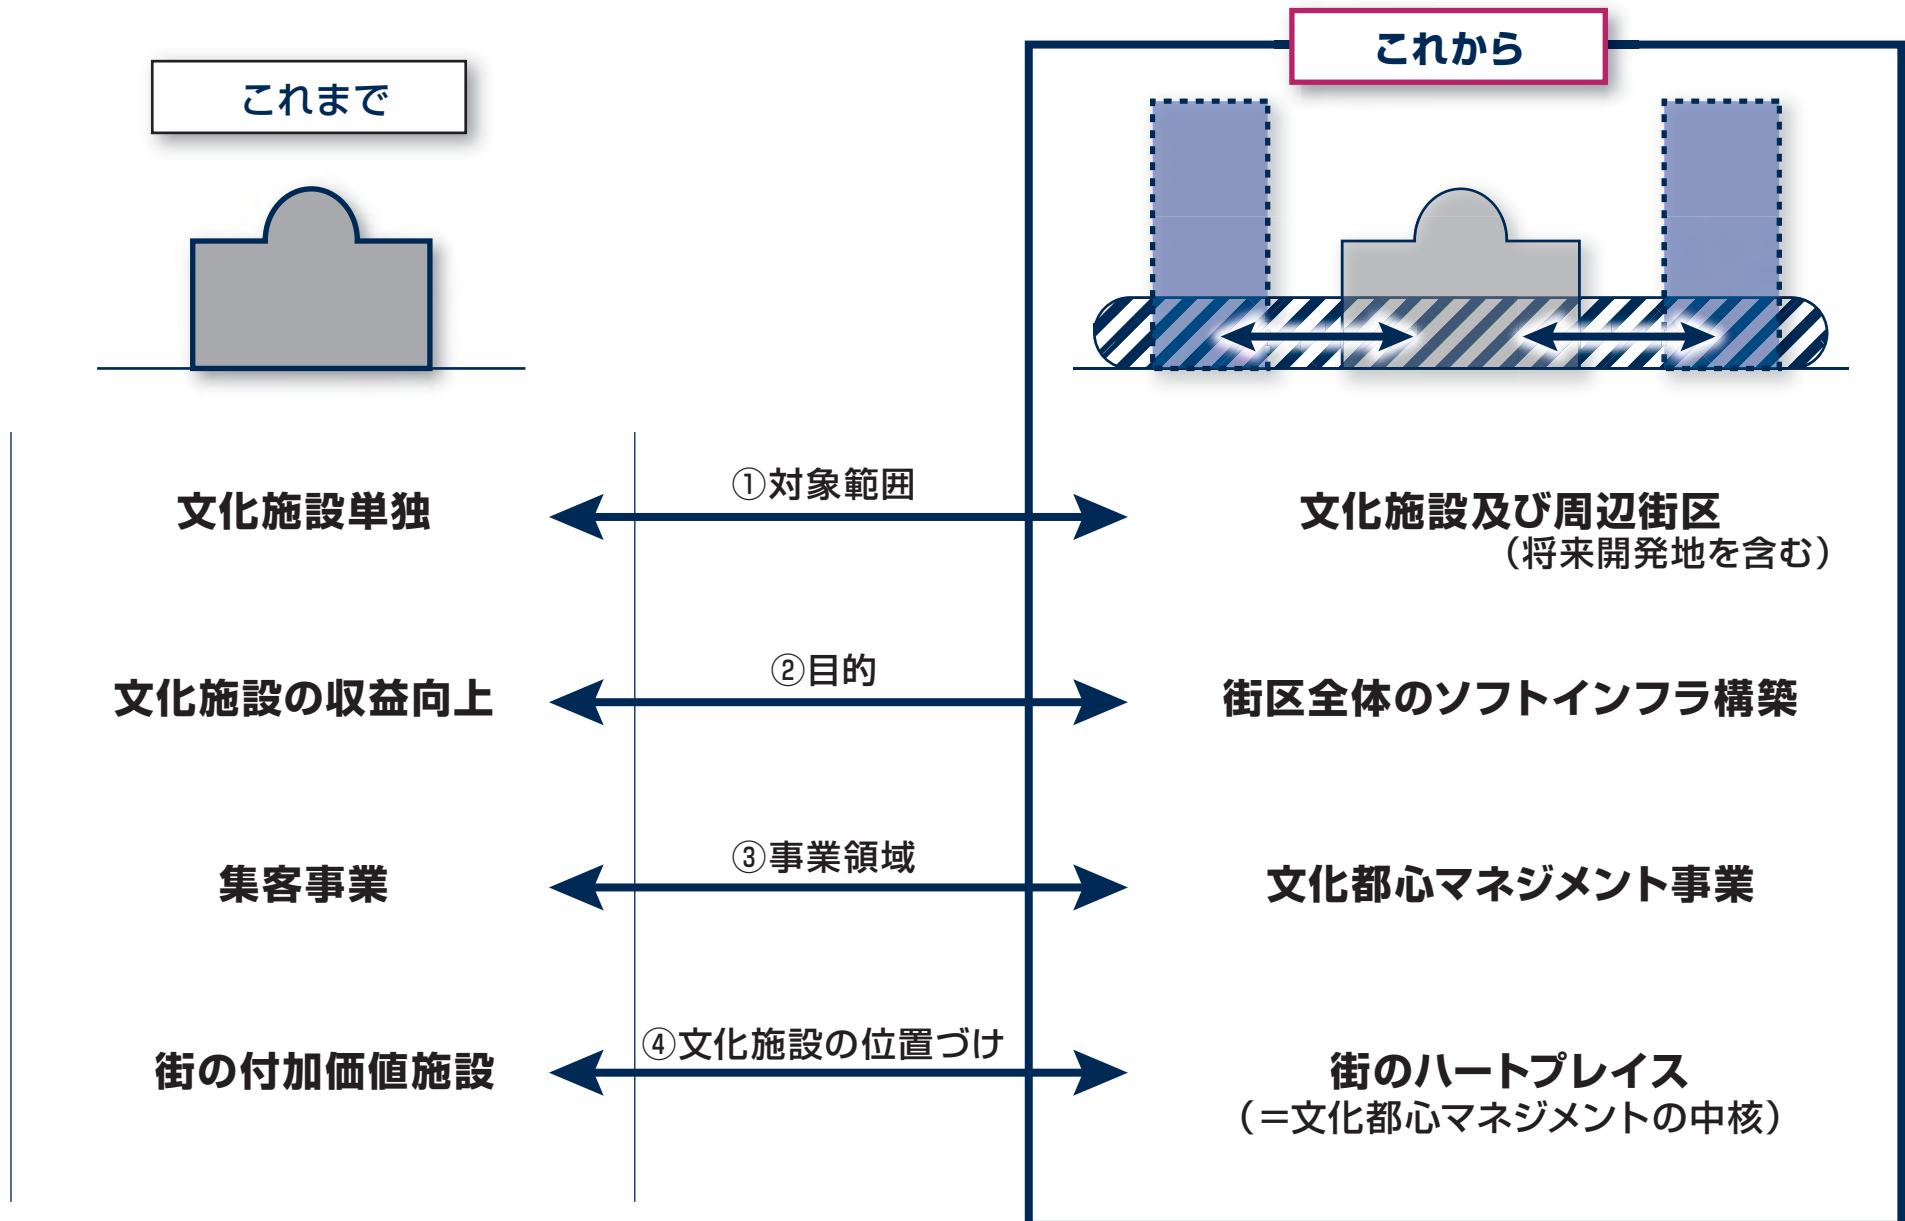 これまで
これから
文化施設単独
①対象範囲
文化施設及び周辺街区
（将来開発地を含む）
文化施設の収益向上
②目的
街区全体のソフトインフラ構築
集客事業
③事業領域
文化都心マネジメント事業
街の付加価値施設
④文化施設の位置づけ
街のハートプレイス
（＝文化都心マネジメントの中核）